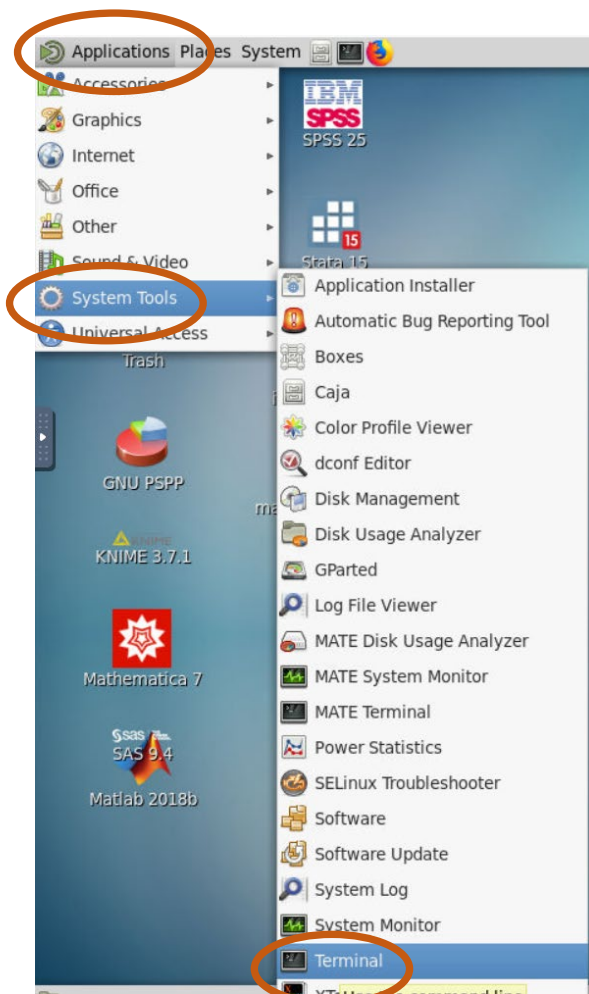 Applications Places System
Accessories
Graphics
Internet
Office
Other
Sound & Video
System Tools
Universal Access
IBM
SPSS
SPSS 25
15
Stata 15
Trash
GNU PSPP
KNIME
KNIME 3.7.1
Mathematica 7
sas
SAS 9.4
Matlab 2018b
Application Installer
Automatic Bug Reporting Tool
Boxes
Caja
Color Profile Viewer
dconf Editor
Disk Management
Disk Usage Analyzer
GParted
Log File Viewer
MATE Disk Usage Analyzer
MATE System Monitor
MATE Terminal
Power Statistics
SELinux Troubleshooter
Software
Software Update
System Log
System Monitor
Terminal
command line